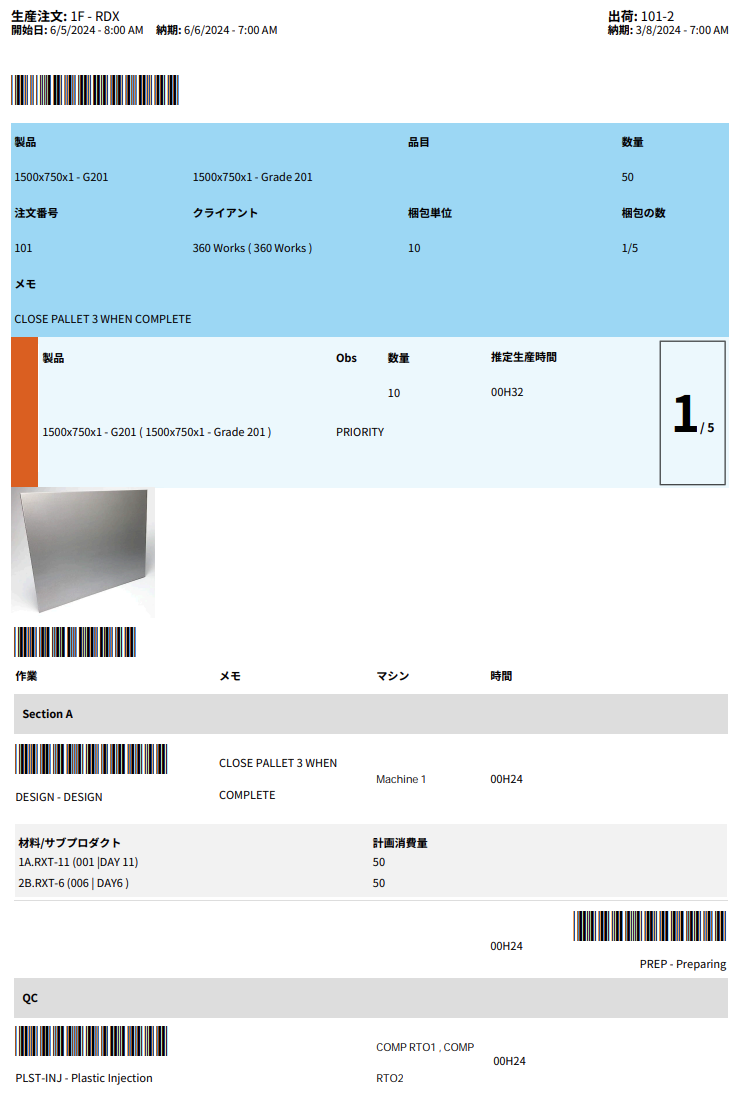 生産注文: 1F - RDX
開始日: 6/5/2024 - 8:00 AM 納期: 6/6/2024 - 7:00 AM
出荷: 101-2
納期: 3/8/2024 - 7:00 AM
製品 品目 数量
1500x750x1 - G201 1500x750x1 - Grade 201 50
注文番号 クライアント 梱包単位 梱包の数
101 360 Works ( 360 Works ) 10 1/5
メモ
CLOSE PALLET 3 WHEN COMPLETE
製品 Obs 数量 推定生産時間
10 00H32
1500x750x1 - G201 ( 1500x750x1 - Grade 201 ) PRIORITY
1 / 5
作業 メモ マシン 時間
Section A
CLOSE PALLET 3 WHEN
COMPLETE
Machine 1 00H24
DESIGN - DESIGN
材料/サブプロダクト 計画消費量
1A.RXT-11 (001 |DAY 11) 50
2B.RXT-6 (006 | DAY6 ) 50
00H24
PREP - Preparing
QC
COMP RTO1 , COMP
RTO2
00H24
PLST-INJ - Plastic Injection